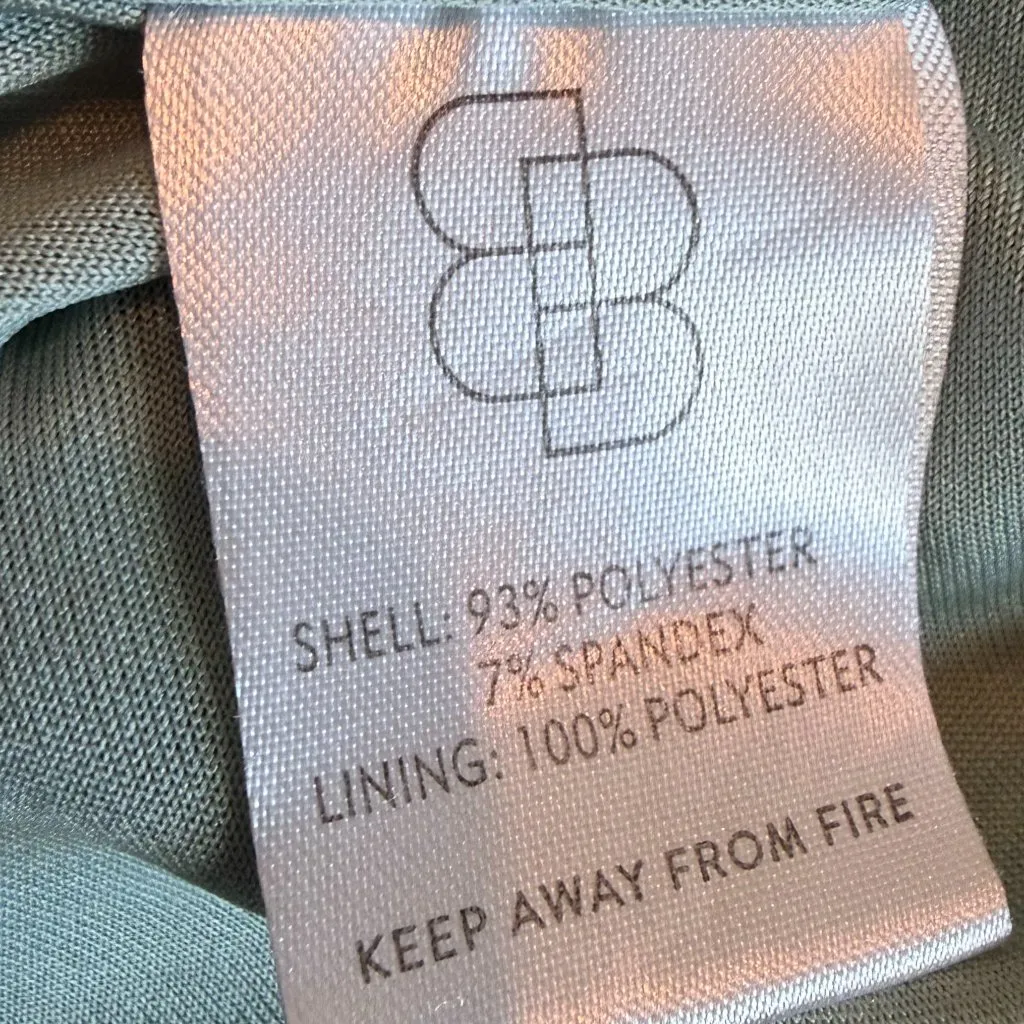 SHELL: 93% POLYESTER
7% SPANDEX
LINING: 100% POLYESTER
KEEP AWAY FROM FIRE